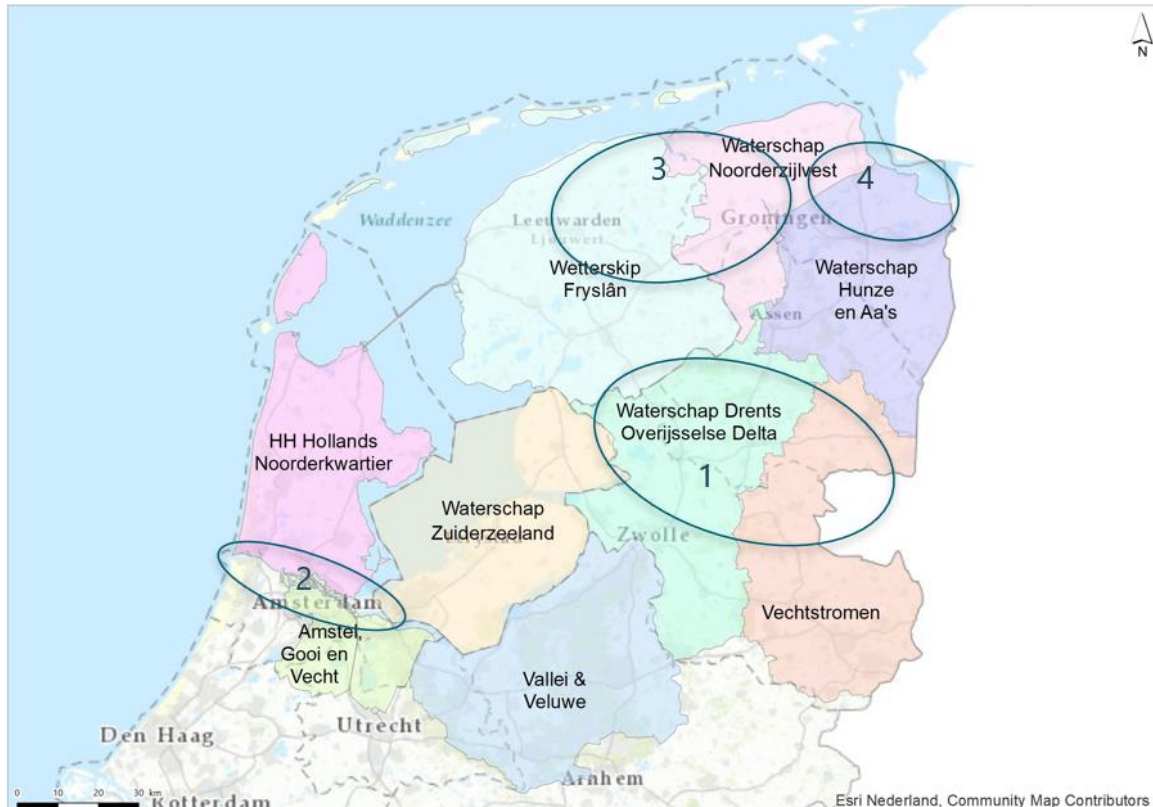 N
Waterschap
Noorderzijlvest
3
4
Waddenzee
Leeuwarden
Ljouwert
Groningen
Wetterskip
Fryslân
Waterschap
Hunze
en Aa's
Assen
Waterschap Drents
Overijsselse Delta
1
HH Hollands
Noorderkwartier
Waterschap
Zuiderzeeland
Lelystad
Zwolle
2
Amsterdam
Vechtstromen
Amstel,
Gooi en
Vecht
Vallei &
Veluwe
Utrecht
Den Haag
Arnhem
0 10 20 30 km
Rotterdam
Esri Nederland, Community Map Contributors